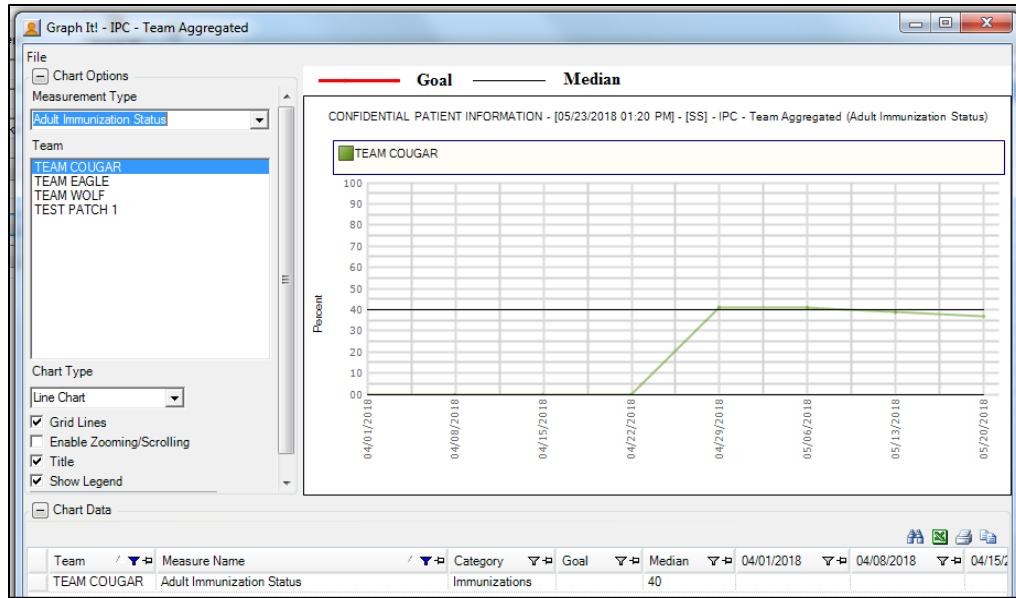 Graph It! - IPC - Team Aggregated
File
Chart Options
Measurement Type
Adult Immunization Status
Team
TEAM COUGAR
TEAM EAGLE
TEAM WOLF
TEST PATCH 1
Chart Type
Line Chart
Grid Lines
Enable Zooming/Scrolling
Title
Show Legend
Goal Median
CONFIDENTIAL PATIENT INFORMATION - [05/23/2018 01:20 PM] - [SS] - IPC - Team Aggregated (Adult Immunization Status)
TEAM COUGAR
Percent
100
90
80
70
60
50
40
30
20
10
00
04/01/2018
04/08/2018
04/15/2018
04/22/2018
04/29/2018
05/06/2018
05/13/2018
05/20/2018
Chart Data
Team Measure Name Category Goal Median 04/01/2018 04/08/2018 04/15/2
TEAM COUGAR Adult Immunization Status Immunizations 40